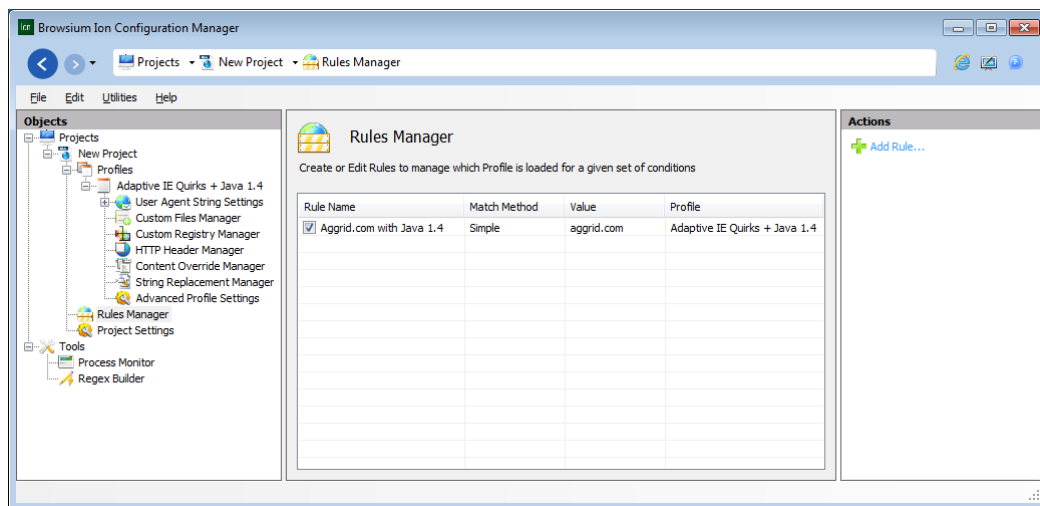 Ion Browsium Ion Configuration Manager
Projects New Project Rules Manager
File Edit Utilities Help
Objects
Projects
New Project
Profiles
Adaptive IE Quirks + Java 1.4
User Agent String Settings
Custom Files Manager
Custom Registry Manager
HTTP Header Manager
Content Override Manager
String Replacement Manager
Advanced Profile Settings
Rules Manager
Project Settings
Tools
Process Monitor
Regex Builder
Rules Manager
Create or Edit Rules to manage which Profile is loaded for a given set of conditions
Rule Name Match Method Value Profile
Aggrid.com with Java 1.4 Simple aggrid.com Adaptive IE Quirks + Java 1.4
Actions
Add Rule...